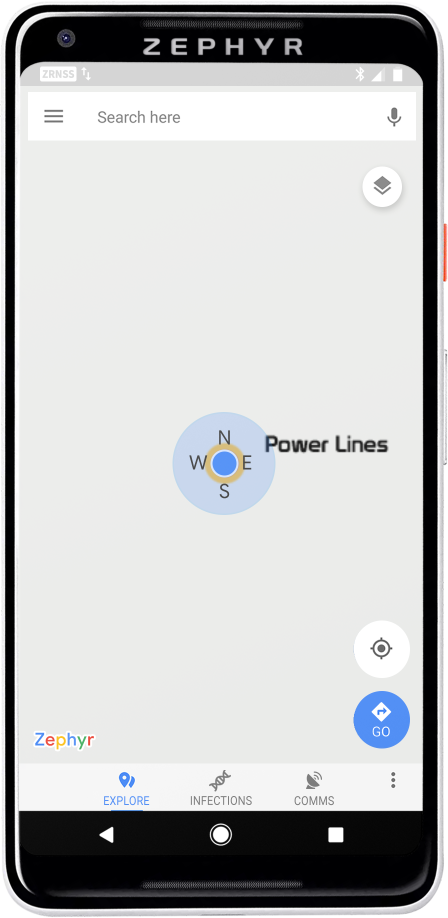 ZEPHYR
ZRNSS
Search here
N
Power Lines
W E
S
GO
Zephyr
EXPLORE INFECTIONS COMMS